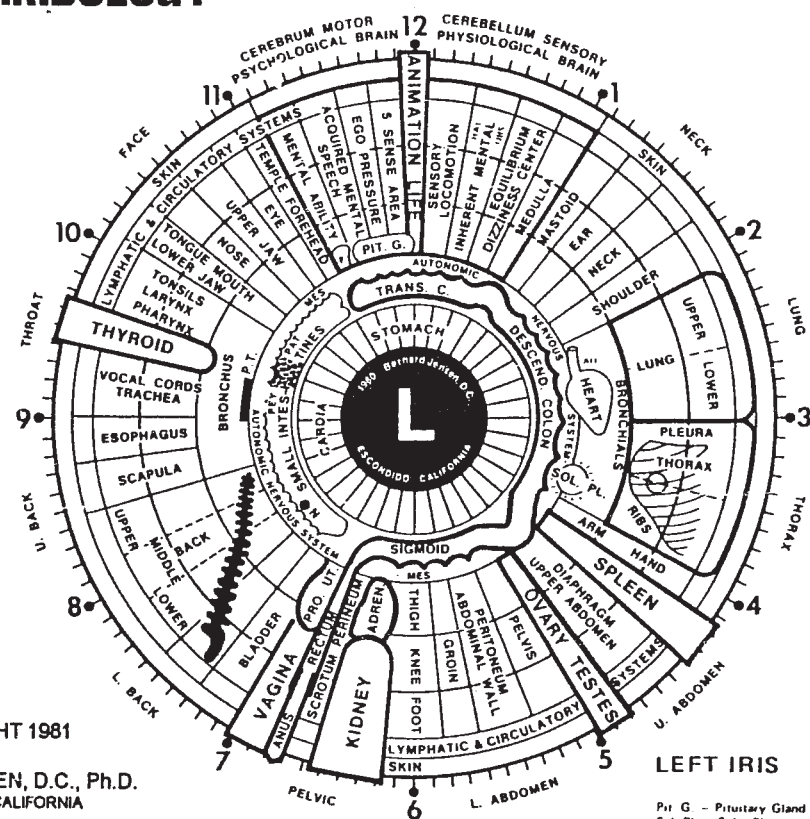 CEREBRUM MOTOR
PSYCHOLOGICAL BRAIN
12
CEREBELLUM SENSORY
PHYSIOLOGICAL BRAIN
11
1
FACE
NECK
10
2
THROAT
LUNG
9
3
U. BACK
THORAX
8
4
L. BACK
U. ABDOMEN
7
5
PELVIC
6
L. ABDOMEN
ANIMATION LIFE
SKIN
LYMPHATIC & CIRCULATORY SYSTEMS
5 SENSE AREA
EGO PRESSURE
ACQUIRED MENTAL
SPEECH
MENTAL ABILITY
TEMPLE FOREHEAD
EYE
UPPER JAW
NOSE
TONGUE MOUTH
LOWER JAW
TONSILS
LARYNX
PHARYNX
THYROID
VOCAL CORDS
TRACHEA
ESOPHAGUS
SCAPULA
UPPER
MIDDLE
LOWER
BACK
BLADDER
VAGINA
PRO. UT.
RECTUM
ANUS
PERINEUM
SCROTUM
KIDNEY
ADREN.
THIGH
KNEE
FOOT
GROIN
PERITONEUM
ABDOMINAL WALL
PELVIS
OVARY TESTES
DIAPHRAGM
UPPER ABDOMEN
SPLEEN
HAND
ARM
RIBS
THORAX
PLEURA
LOWER
UPPER
LUNG
BRONCHIALS
SHOULDER
NECK
EAR
MASTOID
SKIN
MEDULLA
EQUILIBRIUM
DIZZINESS CENTER
INHERENT MENTAL
SENSORY
LOCOMOTION
PIT. G.
AUTONOMIC
NERVOUS
SYSTEM
TRANS. C.
DESCEND. COLON
SIGMOID
MES
STOMACH
CARDIA
SMALL INTESTINES
MES
PEY. PAT.
N
AUTONOMIC NERVOUS SYSTEM
BRONCHUS
P.T.
HEART
SOL. PL.
LYMPHATIC & CIRCULATORY
SYSTEMS
SKIN
1980 Bernard Jensen, D.C.
L
ESCONDIDO CALIFORNIA
HT 1981
EN, D.C., Ph.D.
CALIFORNIA
LEFT IRIS
Pit. G. - Pituitary Gland